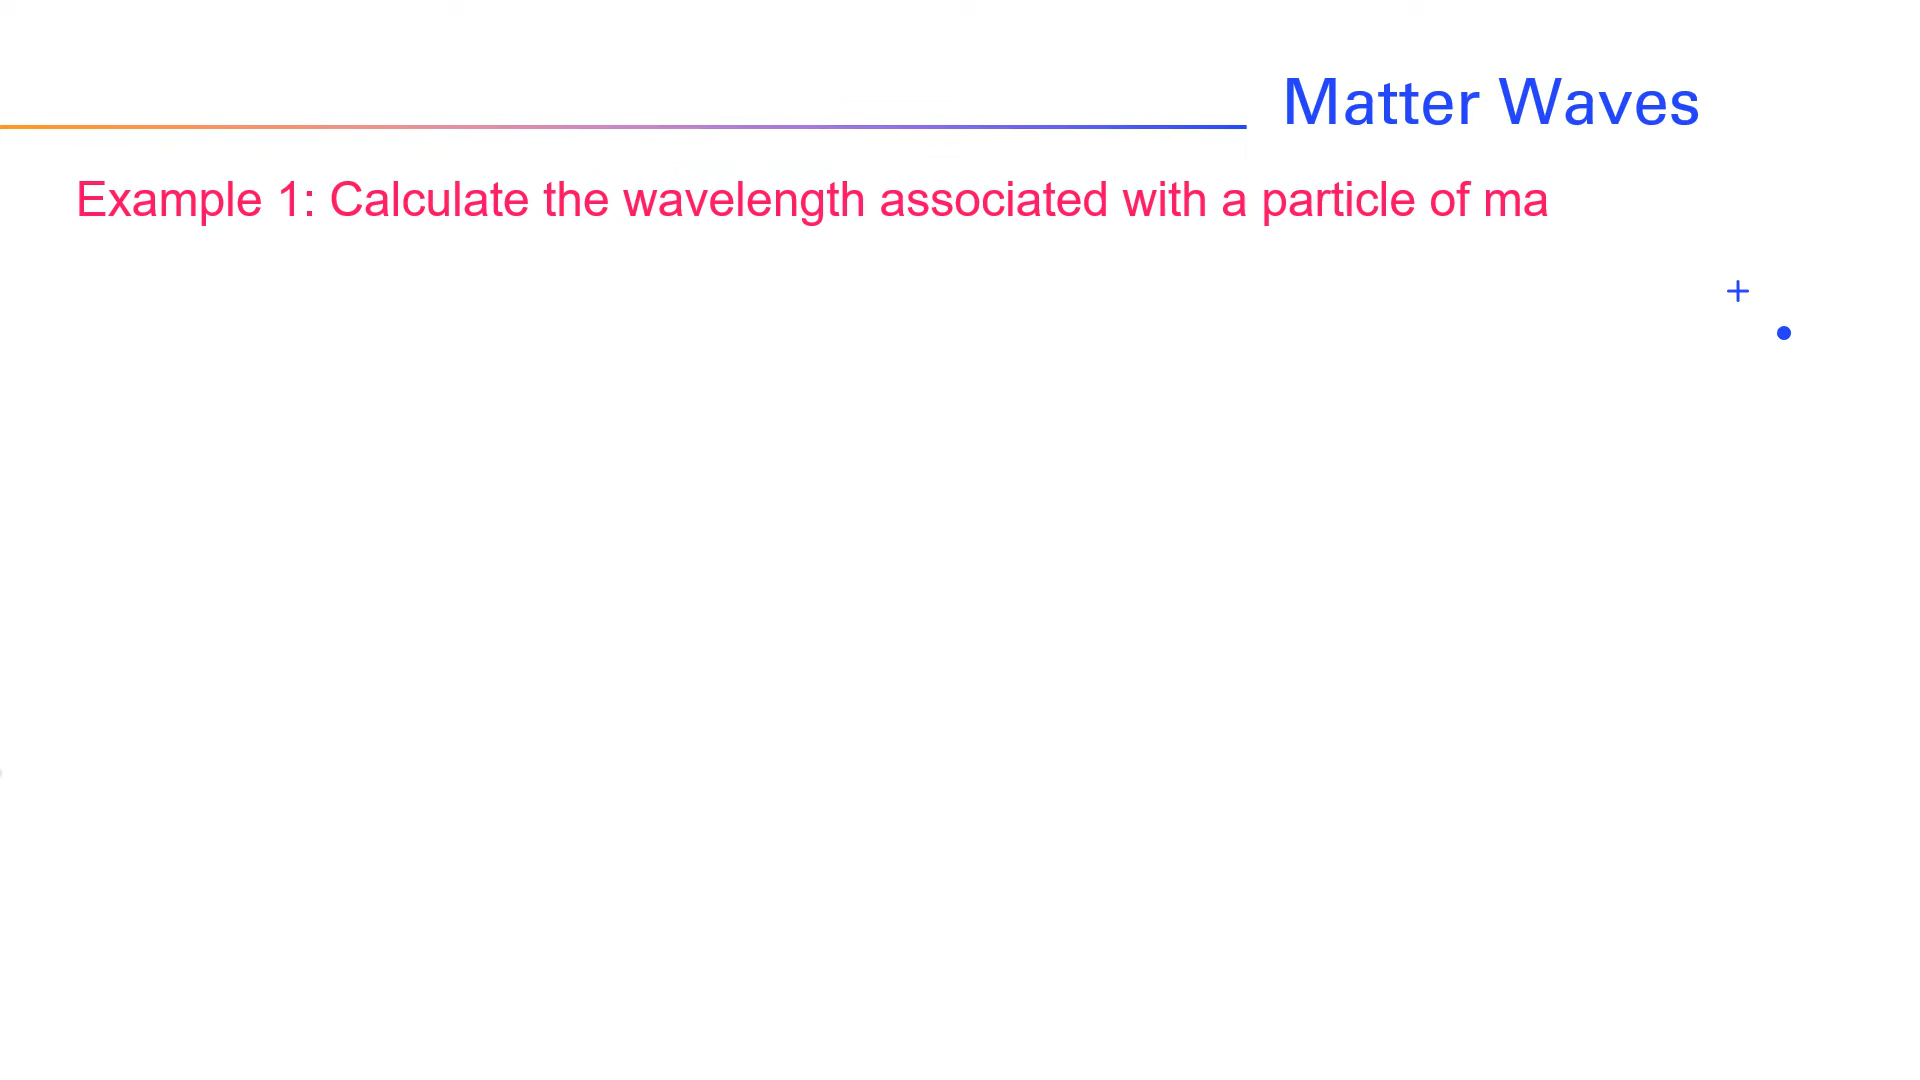 Matter Waves
Example 1: Calculate the wavelength associated with a particle of ma